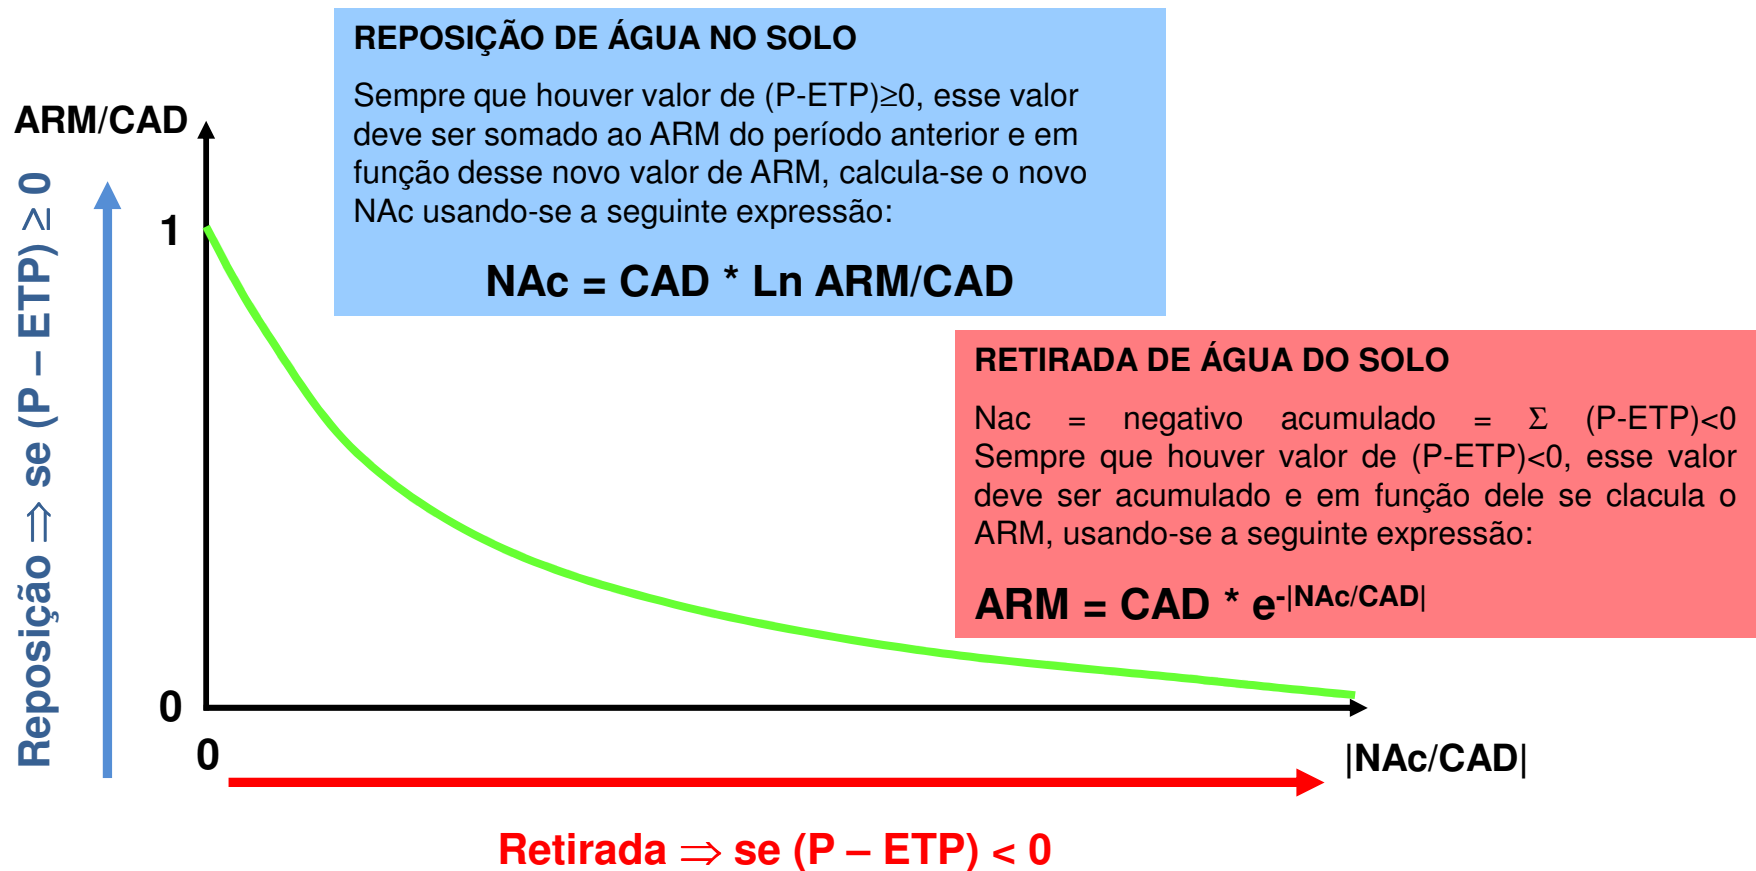 REPOSIÇÃO DE ÁGUA NO SOLO
Sempre que houver valor de (P-ETP)≥0, esse valor
deve ser somado ao ARM do período anterior e em
função desse novo valor de ARM, calcula-se o novo
NAc usando-se a seguinte expressão:
NAc = CAD * Ln ARM/CAD
ARM/CAD
Reposição ⇒ se (P – ETP) ≥ 0
1
0
0
RETIRADA DE ÁGUA DO SOLO
Nac = negativo acumulado = Σ (P-ETP)<0
Sempre que houver valor de (P-ETP)<0, esse valor
deve ser acumulado e em função dele se clacula o
ARM, usando-se a seguinte expressão:
ARM = CAD * e-|NAc/CAD|
|NAc/CAD|
Retirada ⇒ se (P – ETP) < 0